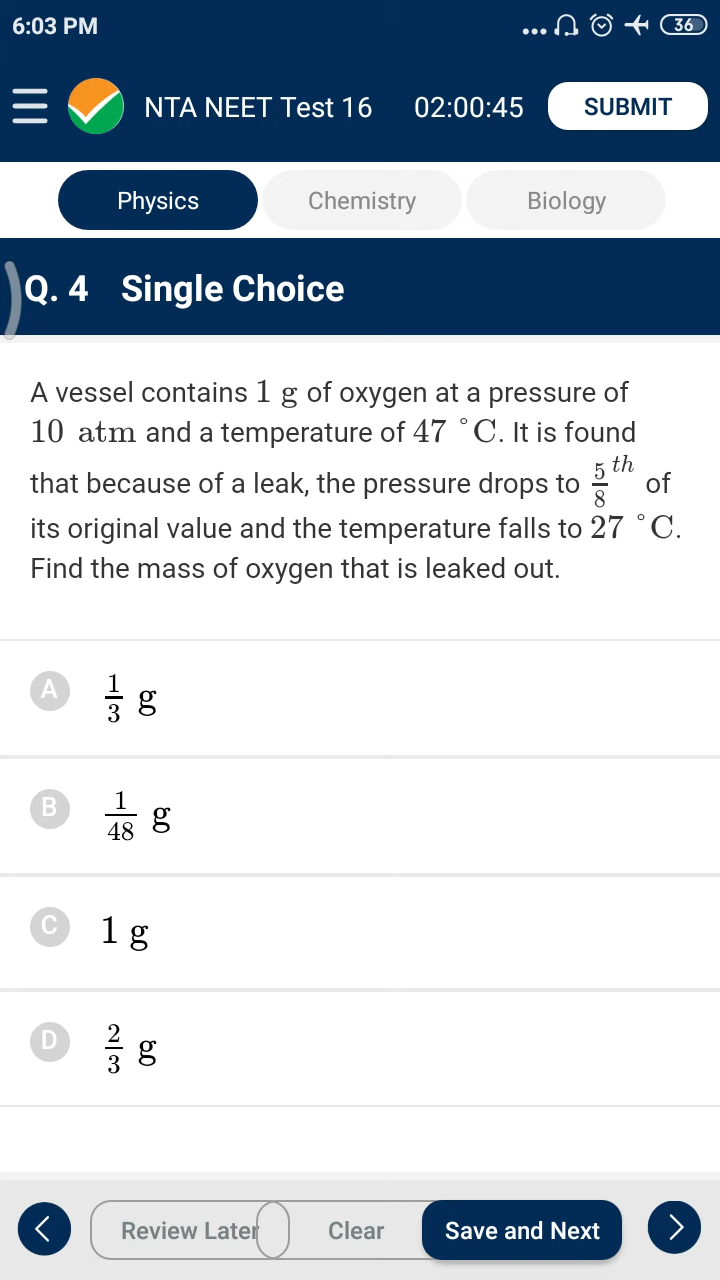 6:03 PM ... 36
NTA NEET Test 16 02:00:45 SUBMIT
Physics Chemistry Biology
Q. 4 Single Choice
A vessel contains 1 g of oxygen at a pressure of
10 atm and a temperature of 47 °C. It is found
that because of a leak, the pressure drops to 5/8 th of
its original value and the temperature falls to 27 °C.
Find the mass of oxygen that is leaked out.
A 1/3 g
B 1/48 g
C 1 g
D 2/3 g
Review Later Clear Save and Next